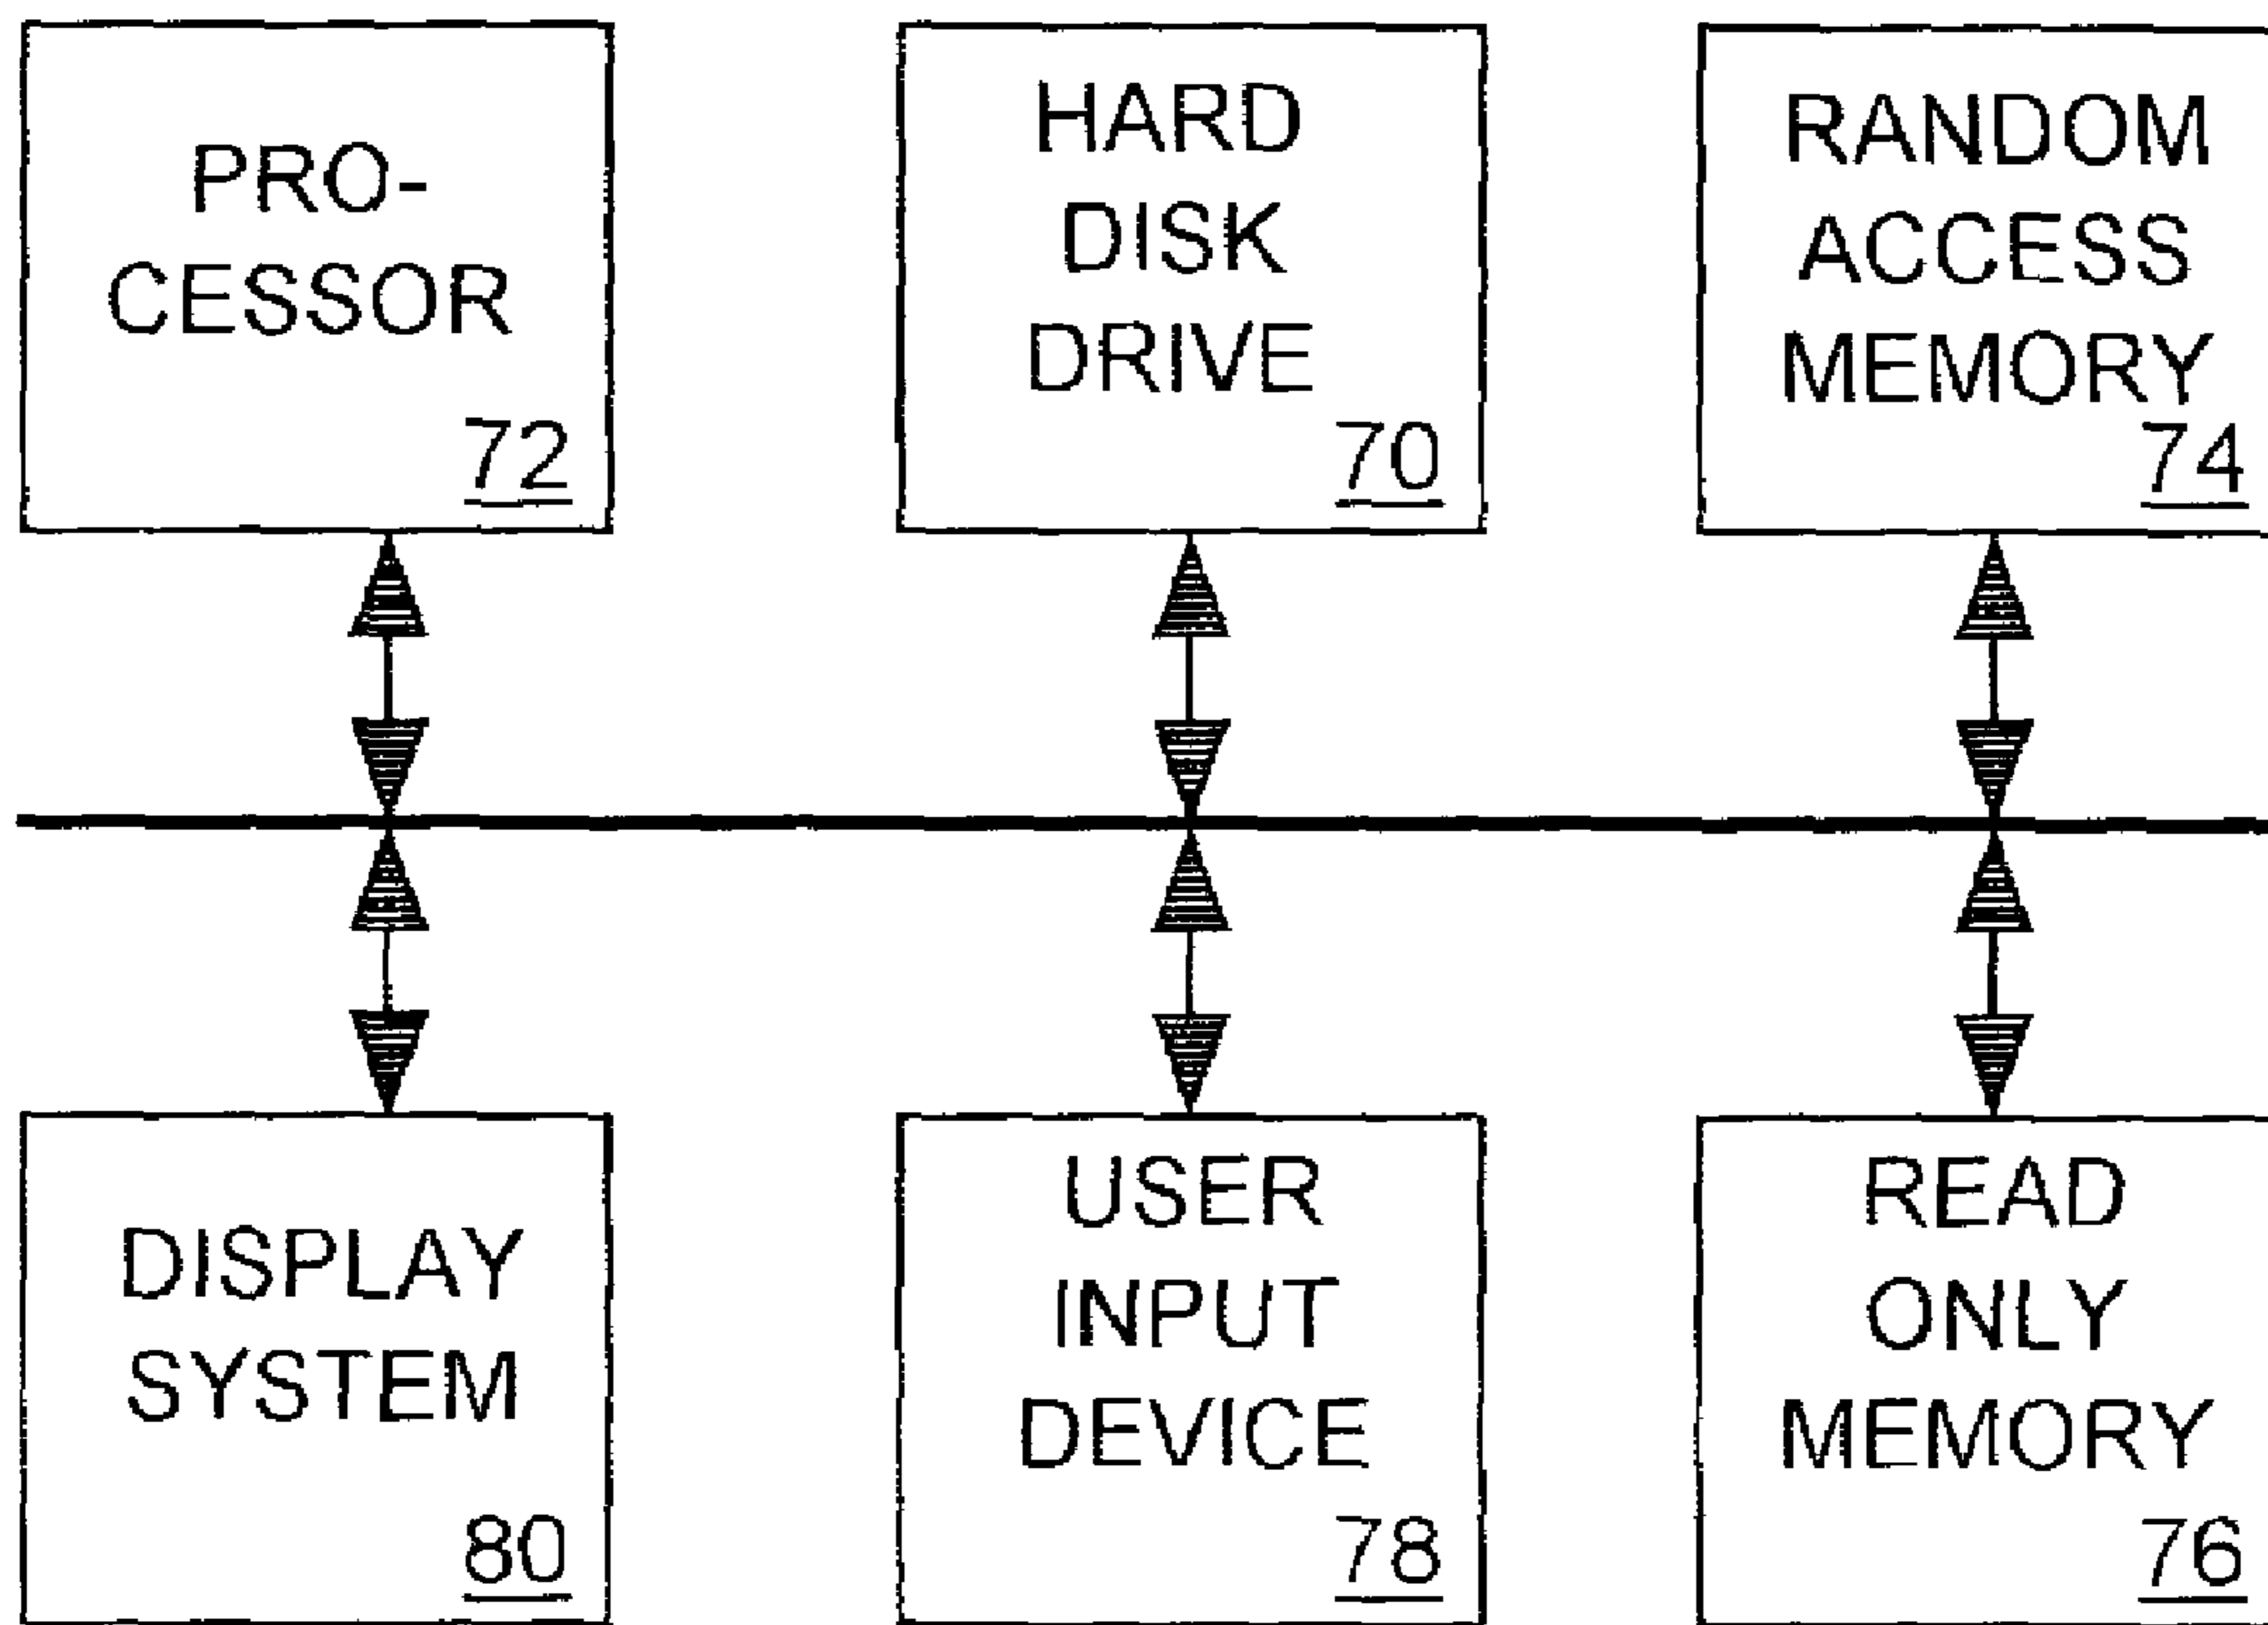 PRO-
CESSOR
72
HARD
DISK
DRIVE
70
RANDOM
ACCESS
MEMORY
74
DISPLAY
SYSTEM
80
USER
INPUT
DEVICE
78
READ
ONLY
MEMORY
76